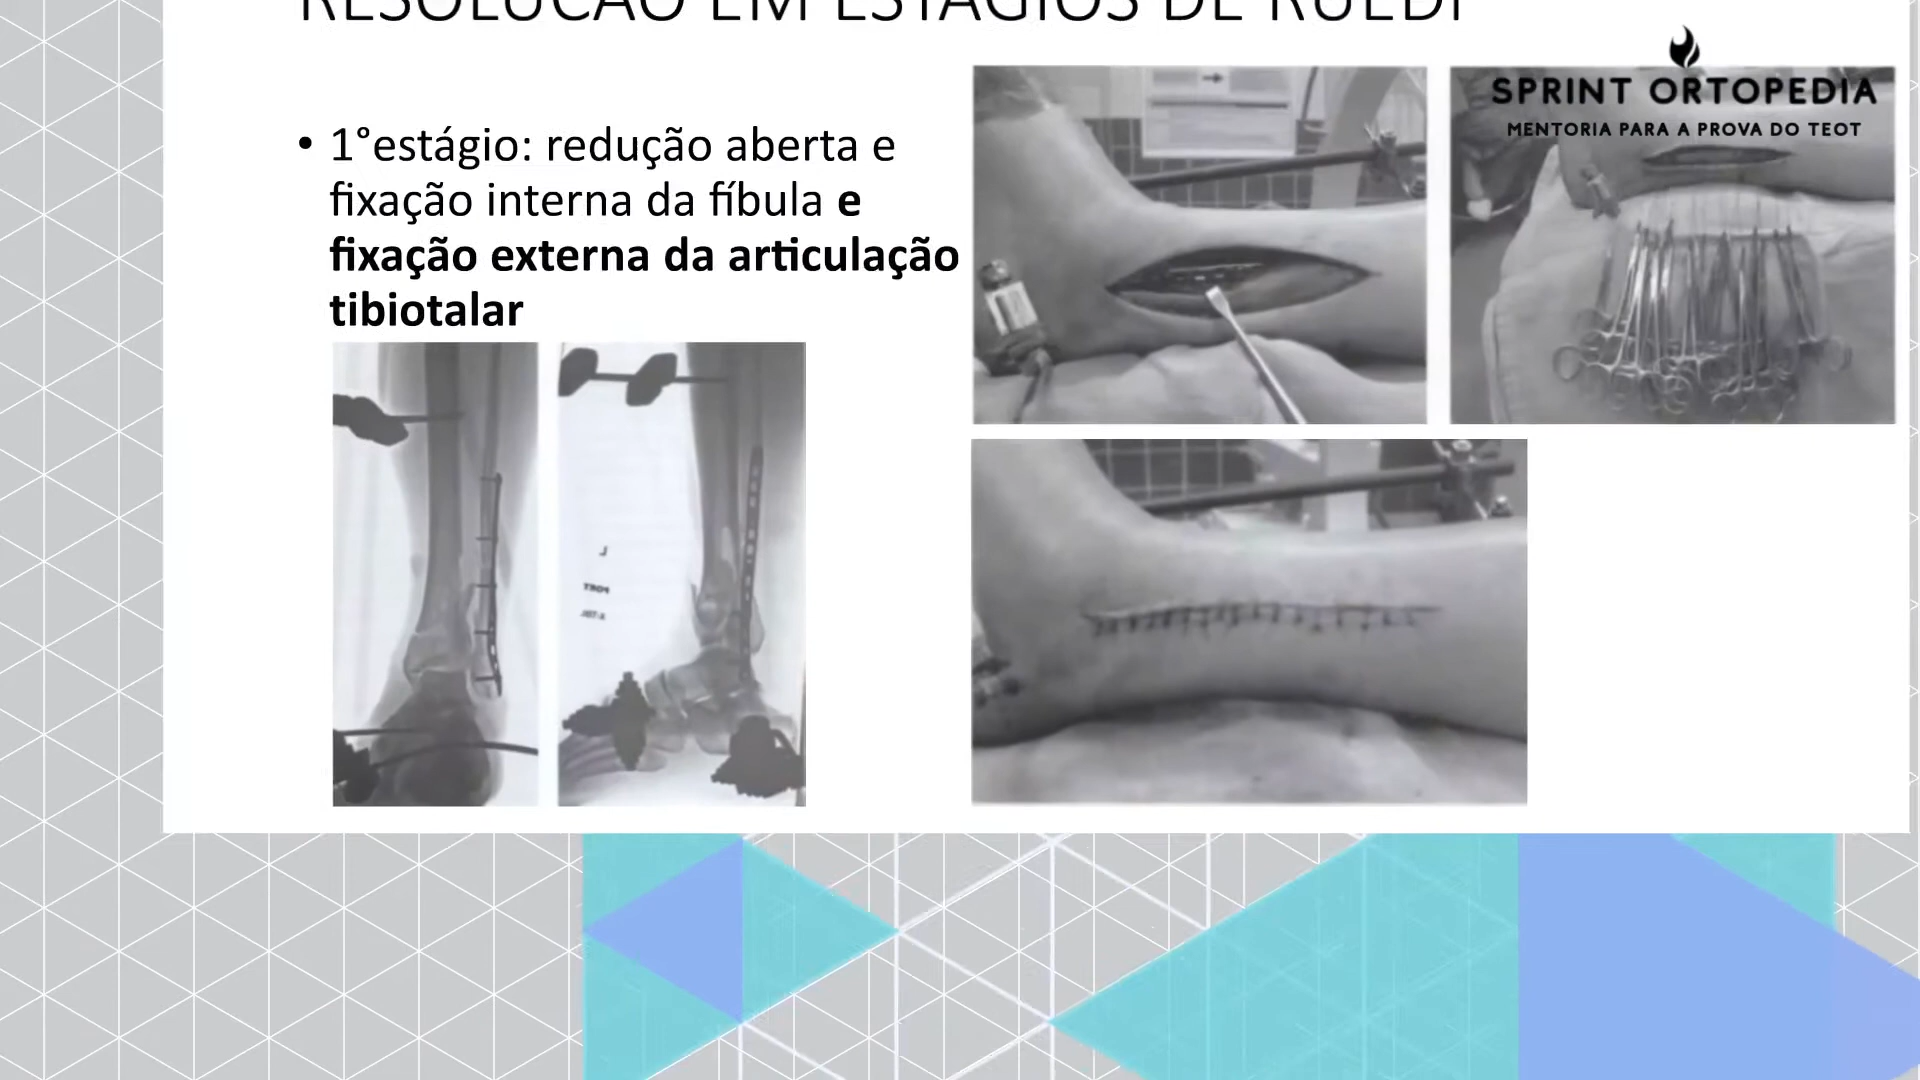 RESOLUCAO EM ESTAGIOS DE RUEDI
SPRINT ORTOPEDIA
MENTORIA PARA A PROVA DO TEOT
• 1°estágio: redução aberta e
fixação interna da fíbula e
fixação externa da articulação
tibiotalar
L